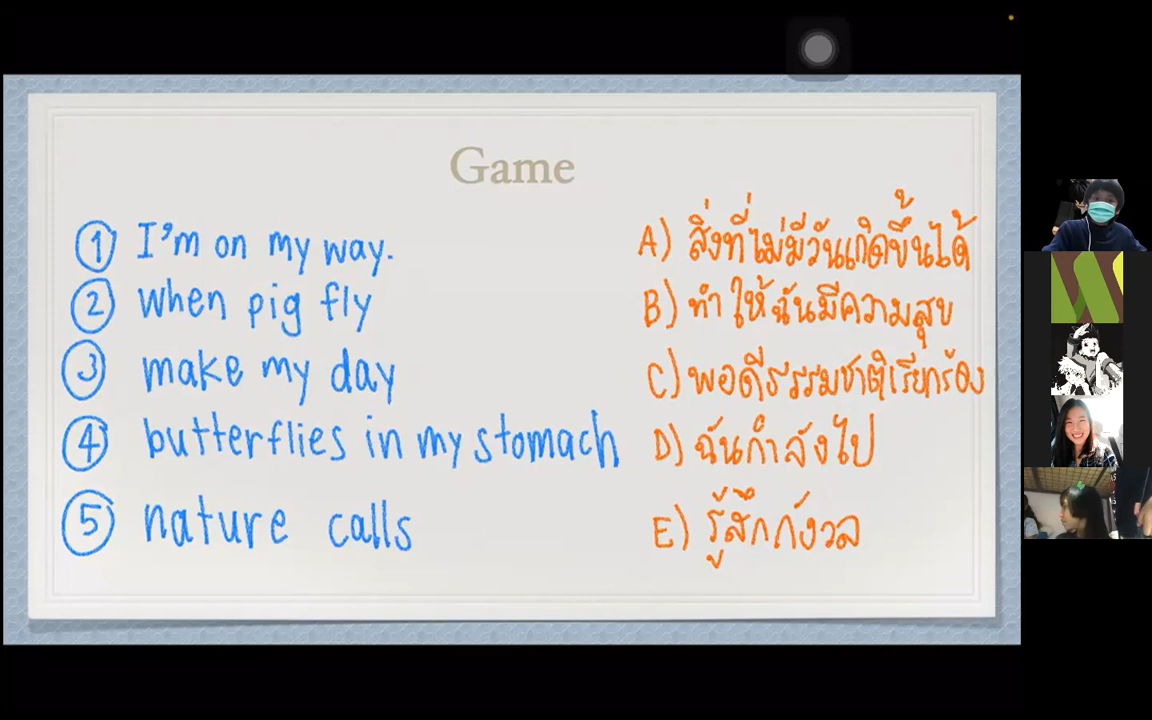 Game
① I'm on my way.
② when pig fly
③ make my day
④ butterflies in my stomach
⑤ nature calls
A) สิ่งที่ไม่มีวันเกิดขึ้นได้
B) ทำให้ฉันมีความสุข
C) พอดีธรรมชาติเรียกร้อง
D) ฉันกำลังไป
E) รู้สึกกังวล